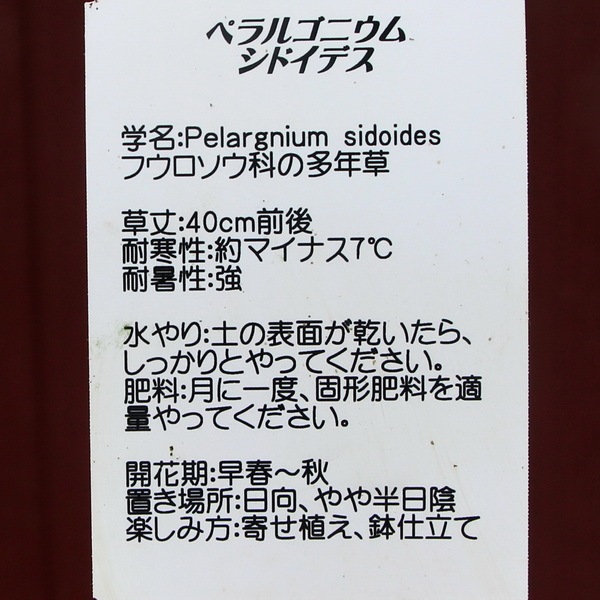 ペラルゴニウム
シドイデス
学名:Pelargnium sidoides
フウロソウ科の多年草
草丈:40cm前後
耐寒性:約マイナス7℃
耐暑性:強
水やり:土の表面が乾いたら、
しっかりとやってください。
肥料:月に一度、固形肥料を適
量やってください。
開花期:早春〜秋
置き場所:日向、やや半日陰
楽しみ方:寄せ植え、鉢仕立て